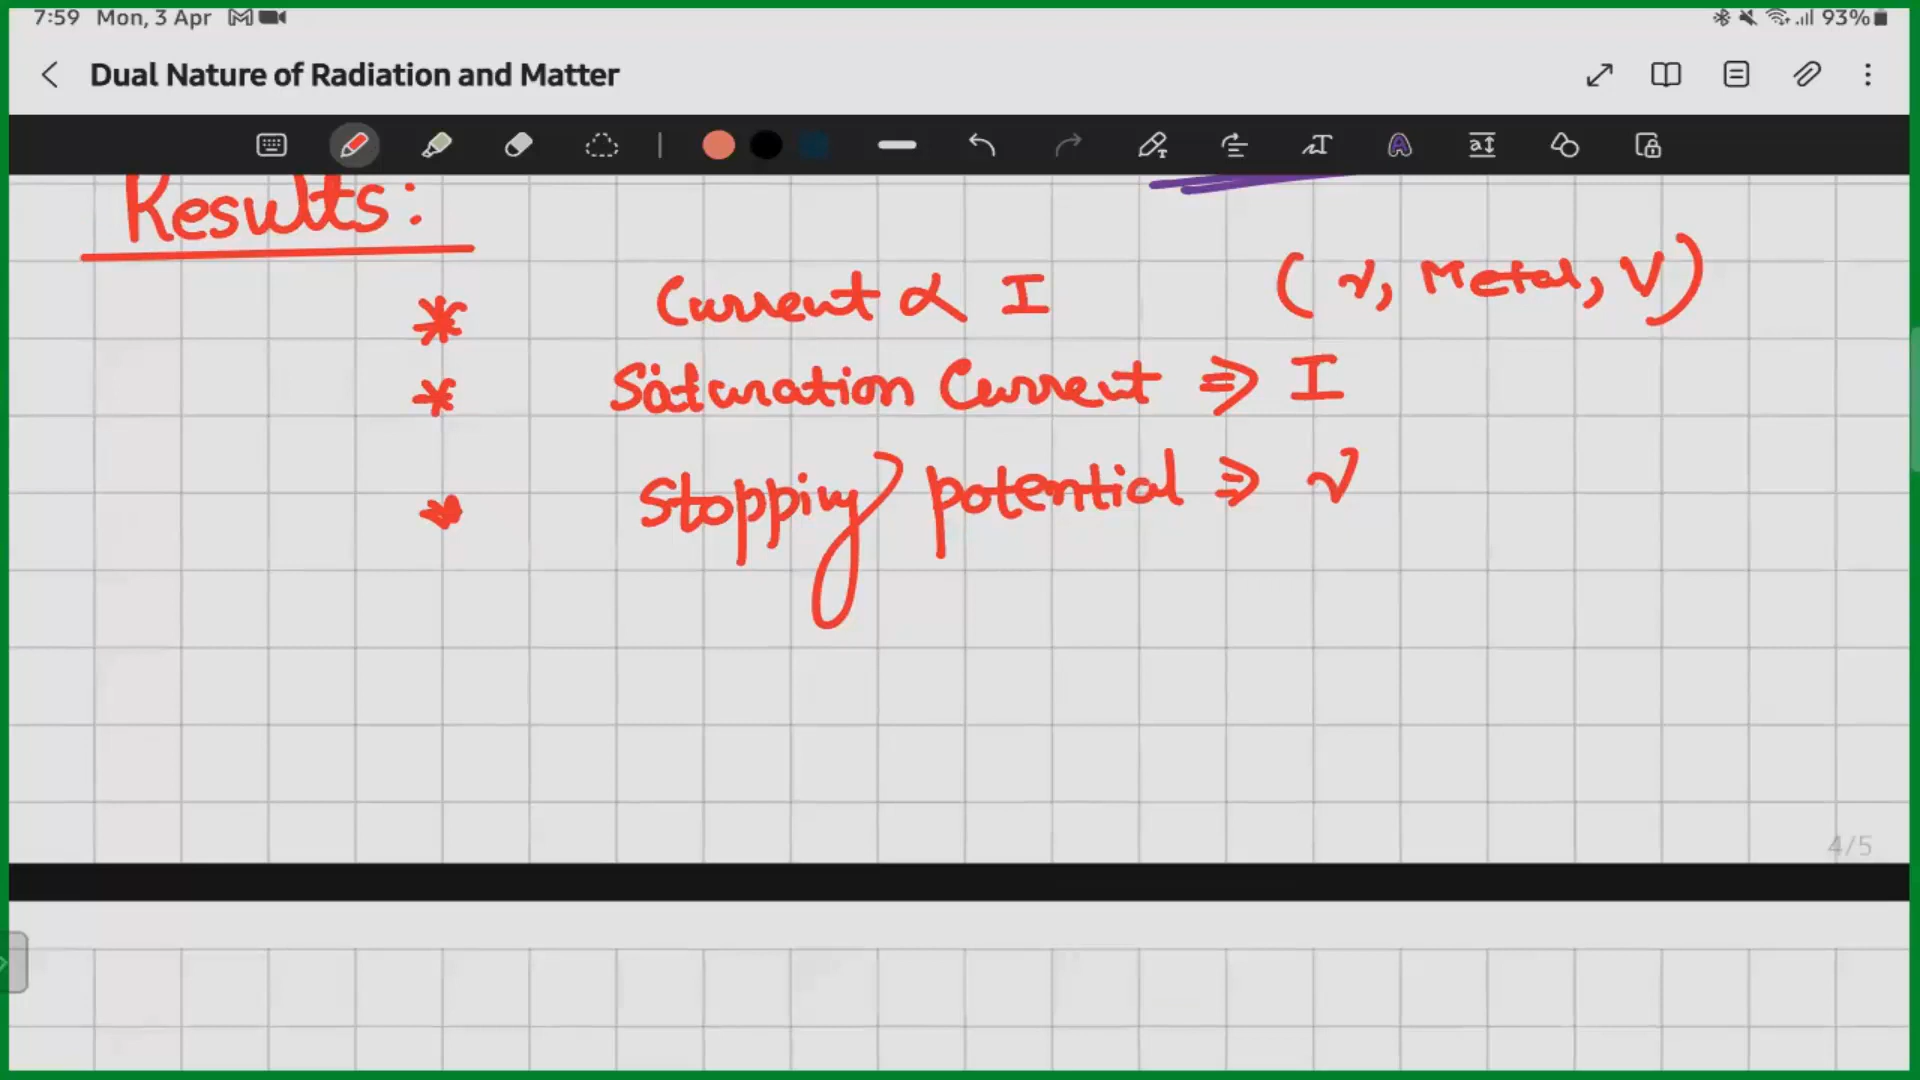 7:59 Mon, 3 Apr 93%
Dual Nature of Radiation and Matter
Results:
* Current ∝ I (ν, Metal, V)
* Saturation Current ⇒ I
* Stopping potential ⇒ ν
4/5